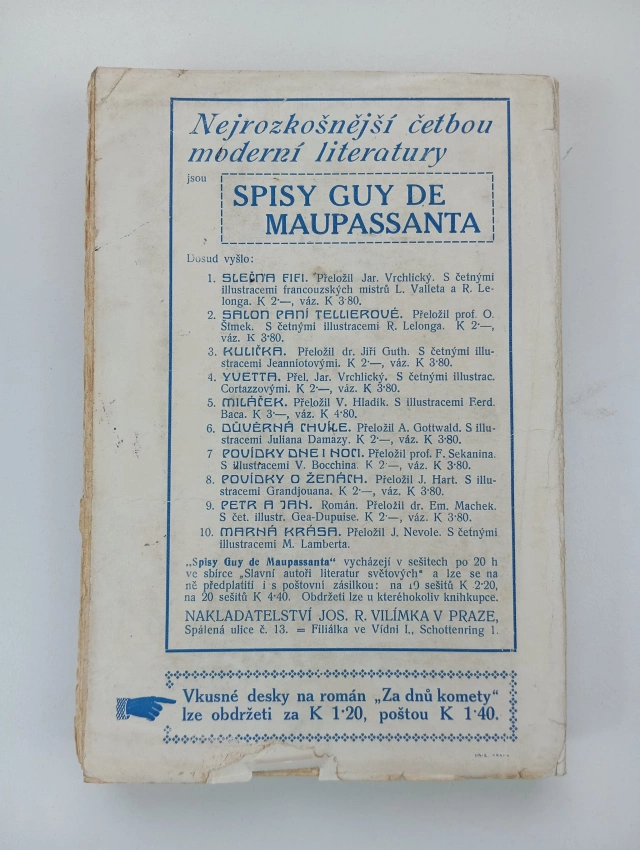 Nejrozkošnější četbou
moderní literatury
jsou
SPISY GUY DE
MAUPASSANTA
Dosud vyšlo:
1. SLEČNA FIFI. Přeložil Jar. Vrchlický. S četnými
illustracemi francouzských mistrů L. Valleta a R. Le-
longa. K 2·—, váz. K 3·80.
2. SALON PANÍ TELLIEROVÉ. Přeložil prof. O.
Šimek. S četnými illustracemi R. Lelonga. K 2·—,
váz. K 3·80.
3. KULIČKA. Přeložil dr. Jiří Guth. S četnými illu-
stracemi Jeanniotovými. K 2·—, váz. K 3·80.
4. YVETTA. Přel. Jar. Vrchlický. S četnými illustrac.
Cortazzovými. K 2·—, váz. K 3·80.
5. MILÁČEK. Přeložil V. Hladík. S illustracemi Ferd.
Baca. K 3·—, váz. K 4·80.
6. DŮVĚRNÁ CHVÍLE. Přeložil A. Gottwald. S illu-
stracemi Juliana Damazy. K 2·—, váz. K 3·80.
7 POVÍDKY DNE I NOCI. Přeložil prof. F. Sekanina.
S illustracemi V. Bocchina. K 2·—, váz. K 3·80.
8. POVÍDKY O ŽENÁCH. Přeložil J. Hart. S illu-
stracemi Grandjouana. K 2·—, váz. K 3·80.
9. PETR A JAN. Román. Přeložil dr. Em. Machek.
S čet. illustr. Gea-Dupuise. K 2·—, váz. K 3·80.
10. MARNÁ KRÁSA. Přeložil J. Nevole. S četnými
illustracemi M. Lamberta.
„Spisy Guy de Maupassanta“ vycházejí v sešitech po 20 h
ve sbírce „Slavní autoři literatur světových“ a lze se na
ně předplatiti i s poštovní zásilkou: na 10 sešitů K 2·20,
na 20 sešitů K 4·40. Obdržeti lze u kteréhokoliv knihkupce.
NAKLADATELSTVÍ JOS. R. VILÍMKA V PRAZE,
Spálená ulice č. 13. = Filiálka ve Vídni I., Schottenring 1.
Vkusné desky na román „Za dnů komety“
lze obdržeti za K 1·20, poštou K 1·40.